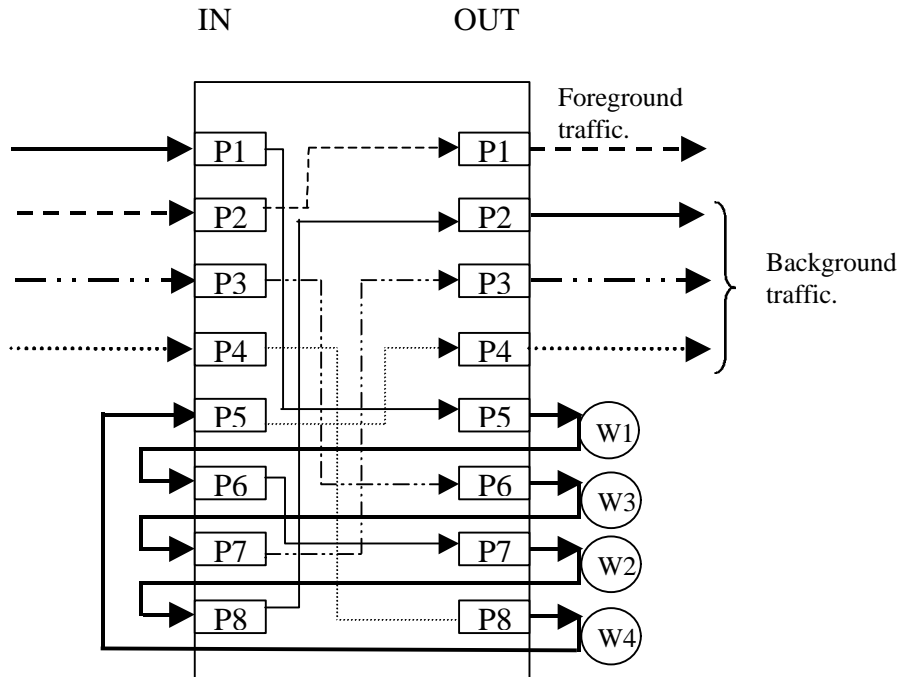 IN OUT
Foreground
traffic.
P1 P1
P2 P2
P3 P3
Background
traffic.
P4 P4
P5 P5
W1
P6 P6
W3
P7 P7
W2
P8 P8
W4